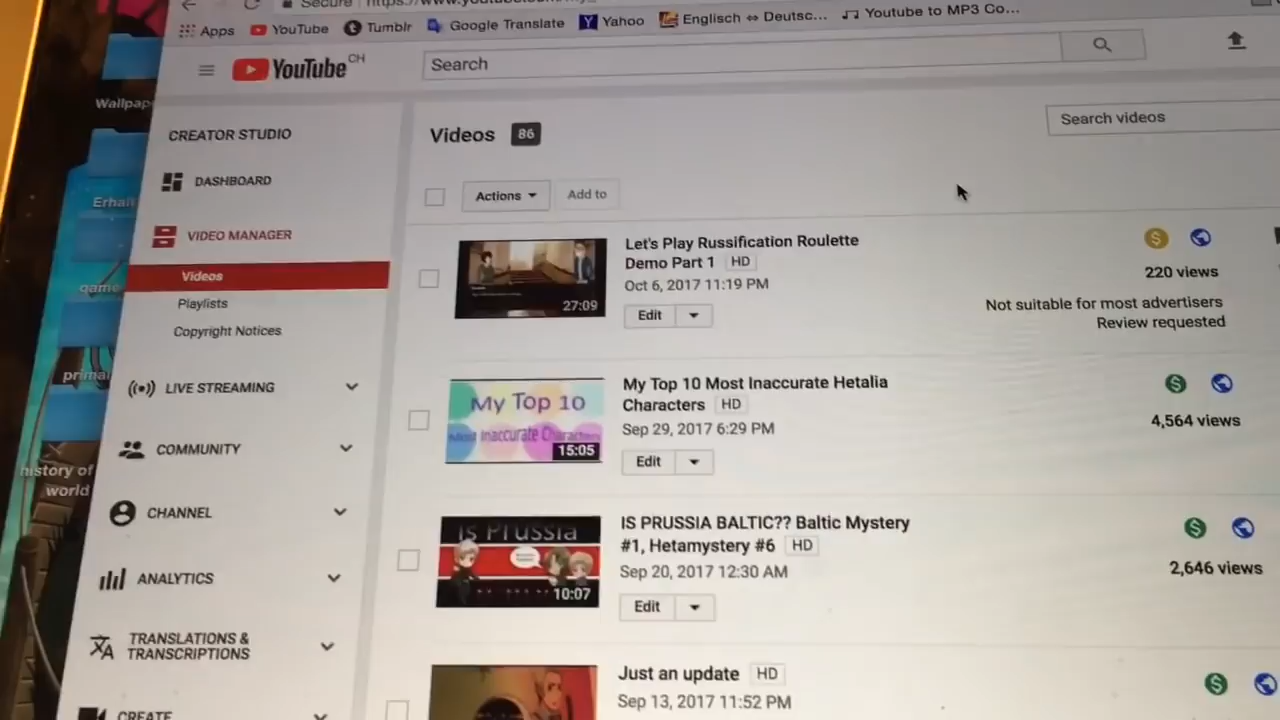 Secure
Apps YouTube Tumblr Google Translate Yahoo Englisch ⇔ Deutsc... Youtube to MP3 Co...
YouTube CH
Search
Wallpap
CREATOR STUDIO
Videos 86
Search videos
DASHBOARD
Actions Add to
VIDEO MANAGER
Videos
Playlists
Copyright Notices
Let's Play Russification Roulette
Demo Part 1 HD
Oct 6, 2017 11:19 PM
Edit
27:09
220 views
Not suitable for most advertisers
Review requested
game
LIVE STREAMING
My Top 10 Most Inaccurate Hetalia
Characters HD
Sep 29, 2017 6:29 PM
Edit
My Top 10
Most Inaccurate Characters
15:05
4,564 views
COMMUNITY
history of
world
CHANNEL
IS PRUSSIA BALTIC?? Baltic Mystery
#1, Hetamystery #6 HD
Sep 20, 2017 12:30 AM
Edit
Is Prussia
10:07
2,646 views
ANALYTICS
TRANSLATIONS &
TRANSCRIPTIONS
Just an update HD
Sep 13, 2017 11:52 PM
CREATE